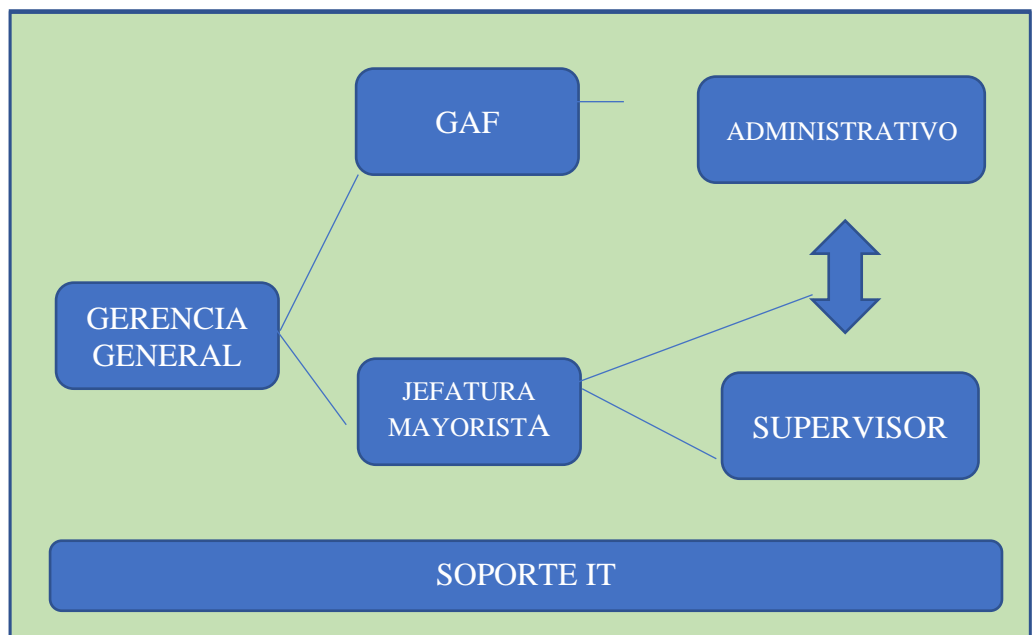 GAF
ADMINISTRATIVO
GERENCIA
GENERAL
JEFATURA
MAYORISTA
SUPERVISOR
SOPORTE IT